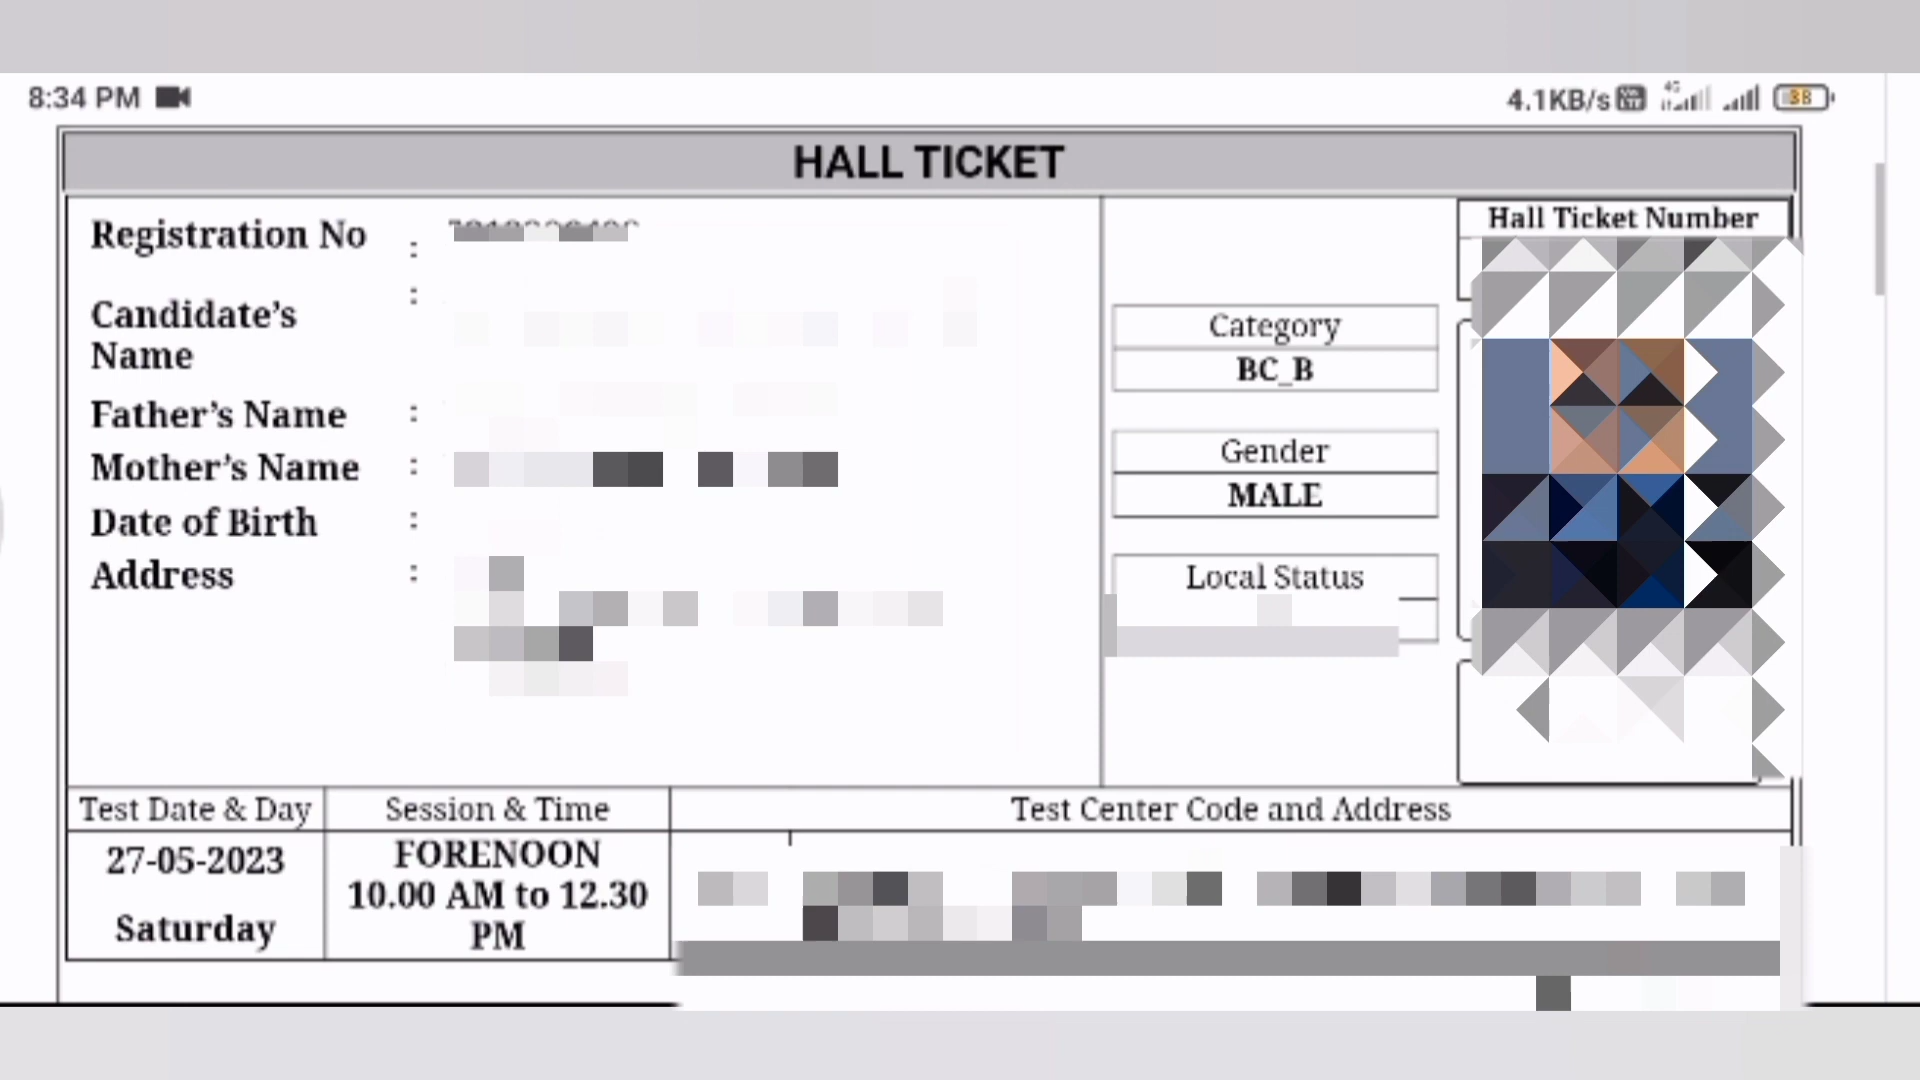 8:34 PM
4.1KB/s
4G
38
HALL TICKET
Registration No :
Hall Ticket Number
Candidate’s :
Name
Father’s Name :
Mother’s Name :
Date of Birth :
Address :
Category
BC_B
Gender
MALE
Local Status
Test Date & Day
Session & Time
Test Center Code and Address
27-05-2023
Saturday
FORENOON
10.00 AM to 12.30
PM